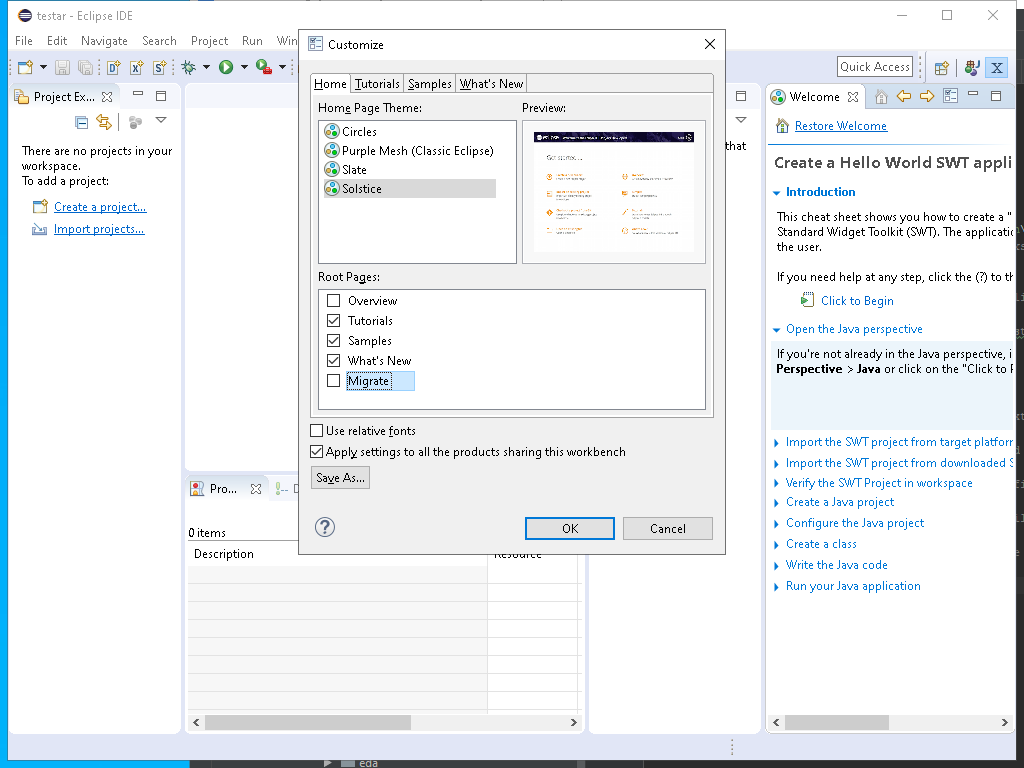 testar - Eclipse IDE
File Edit Navigate Search Project Run Win
Quick Access
Project Ex...
There are no projects in your
workspace.
To add a project:
Create a project...
Import projects...
Customize
Home Tutorials Samples What's New
Home Page Theme:
Circles
Purple Mesh (Classic Eclipse)
Slate
Solstice
Preview:
Root Pages:
Overview
Tutorials
Samples
What's New
Migrate
Use relative fonts
Apply settings to all the products sharing this workbench
Save As...
OK
Cancel
that
Pro...
0 items
Description
Resource
Welcome
Restore Welcome
Create a Hello World SWT appli
Introduction
This cheat sheet shows you how to create a "
Standard Widget Toolkit (SWT). The applicatio
the user.
If you need help at any step, click the (?) to th
Click to Begin
Open the Java perspective
If you're not already in the Java perspective, i
Perspective > Java or click on the "Click to P
Import the SWT project from target platform
Import the SWT project from downloaded S
Verify the SWT Project in workspace
Create a Java project
Configure the Java project
Create a class
Write the Java code
Run your Java application
eda